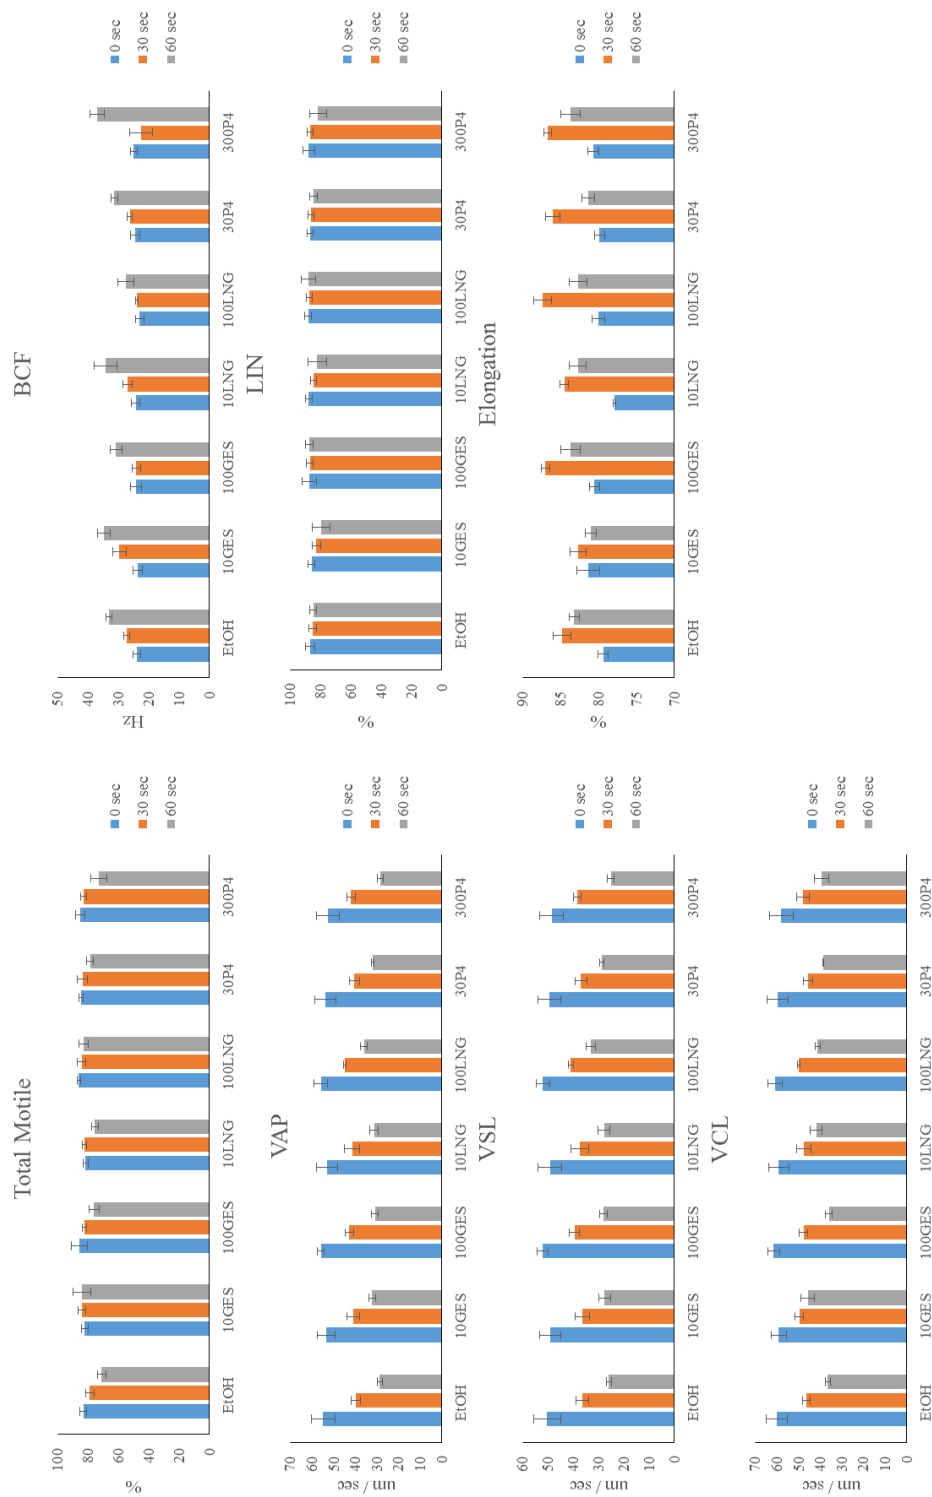 Total Motile
%
100
80
60
40
20
0
EtOH 10GES 100GES 10LNG 100LNG 30P4 300P4
0 sec
30 sec
60 sec
BCF
Hz
50
40
30
20
10
0
EtOH 10GES 100GES 10LNG 100LNG 30P4 300P4
0 sec
30 sec
60 sec
VAP
um / sec
70
60
50
40
30
20
10
0
EtOH 10GES 100GES 10LNG 100LNG 30P4 300P4
0 sec
30 sec
60 sec
LIN
%
100
80
60
40
20
0
EtOH 10GES 100GES 10LNG 100LNG 30P4 300P4
0 sec
30 sec
60 sec
VSL
um / sec
60
50
40
30
20
10
0
EtOH 10GES 100GES 10LNG 100LNG 30P4 300P4
0 sec
30 sec
60 sec
Elongation
%
90
85
80
75
70
EtOH 10GES 100GES 10LNG 100LNG 30P4 300P4
0 sec
30 sec
60 sec
VCL
um / sec
70
60
50
40
30
20
10
0
EtOH 10GES 100GES 10LNG 100LNG 30P4 300P4
0 sec
30 sec
60 sec